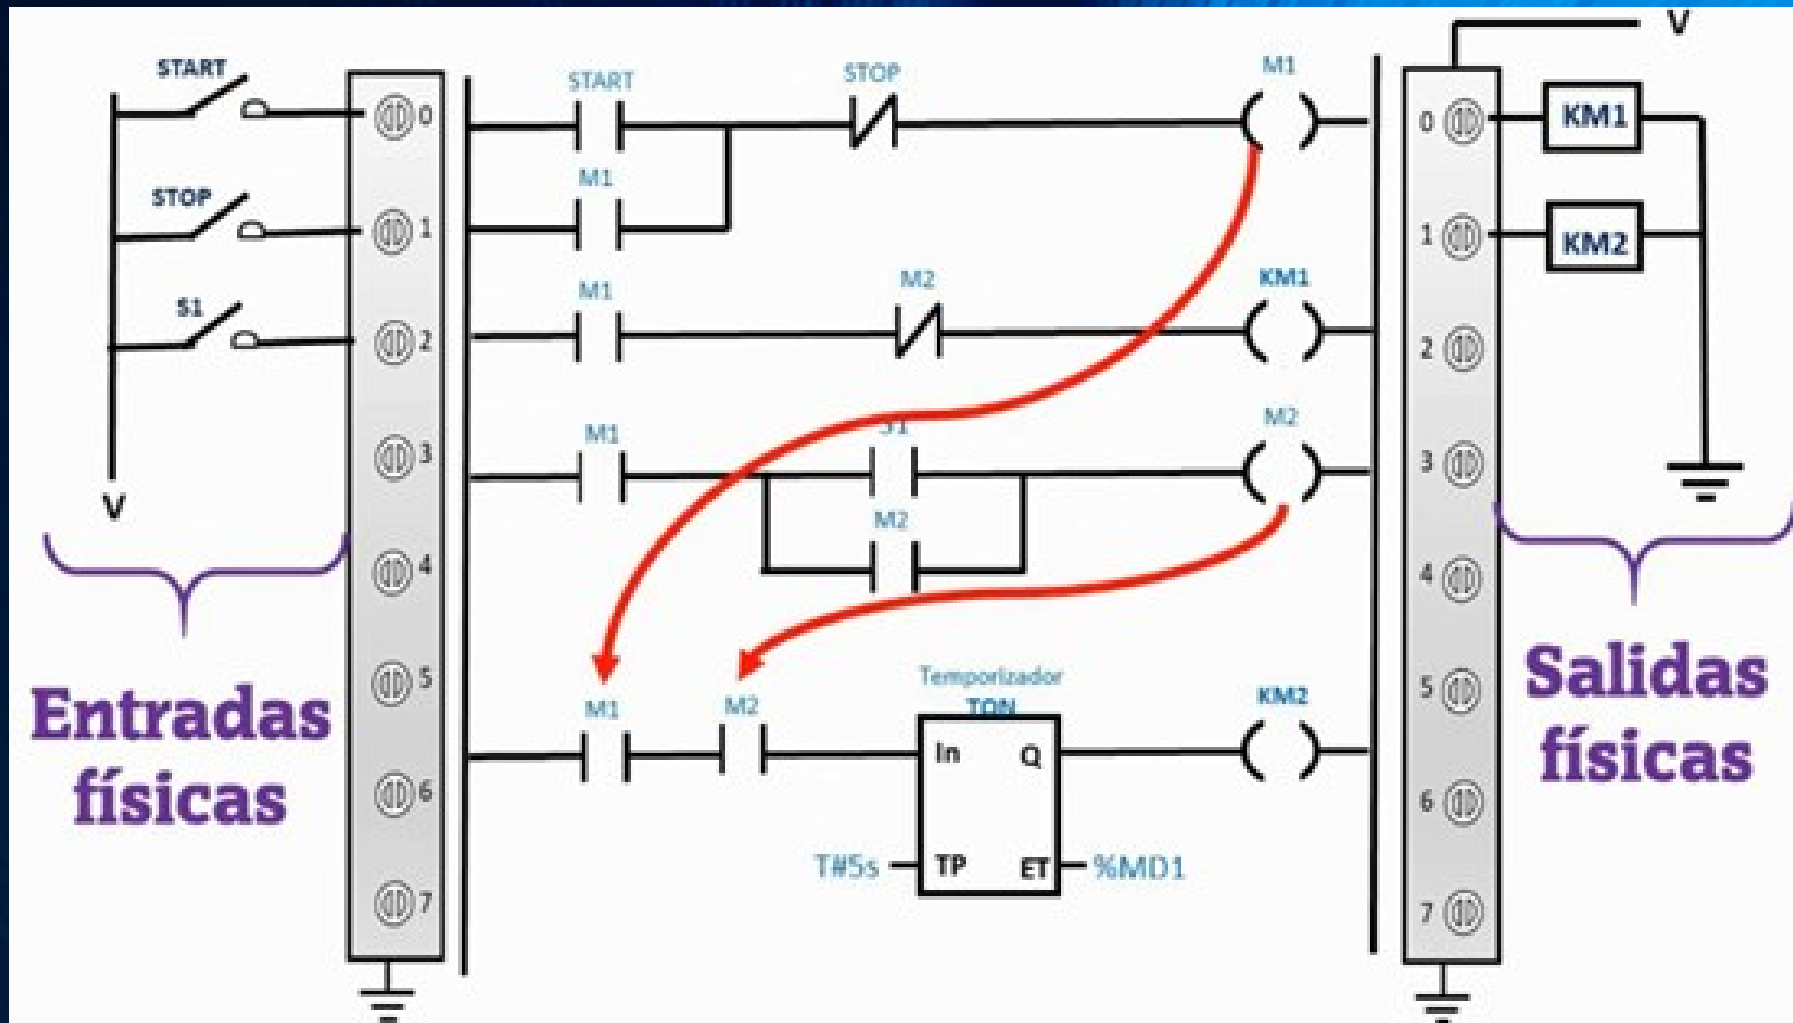 START
STOP
S1
V
Entradas
físicas
0
1
2
3
4
5
6
7
START
STOP
M1
M1
M1
M2
KM1
M1
S1
M2
M2
M1
M2
Temporizador
TON
KM2
In
Q
T#5s
TP
ET
%MD1
V
0
1
2
3
4
5
6
7
KM1
KM2
Salidas
físicas